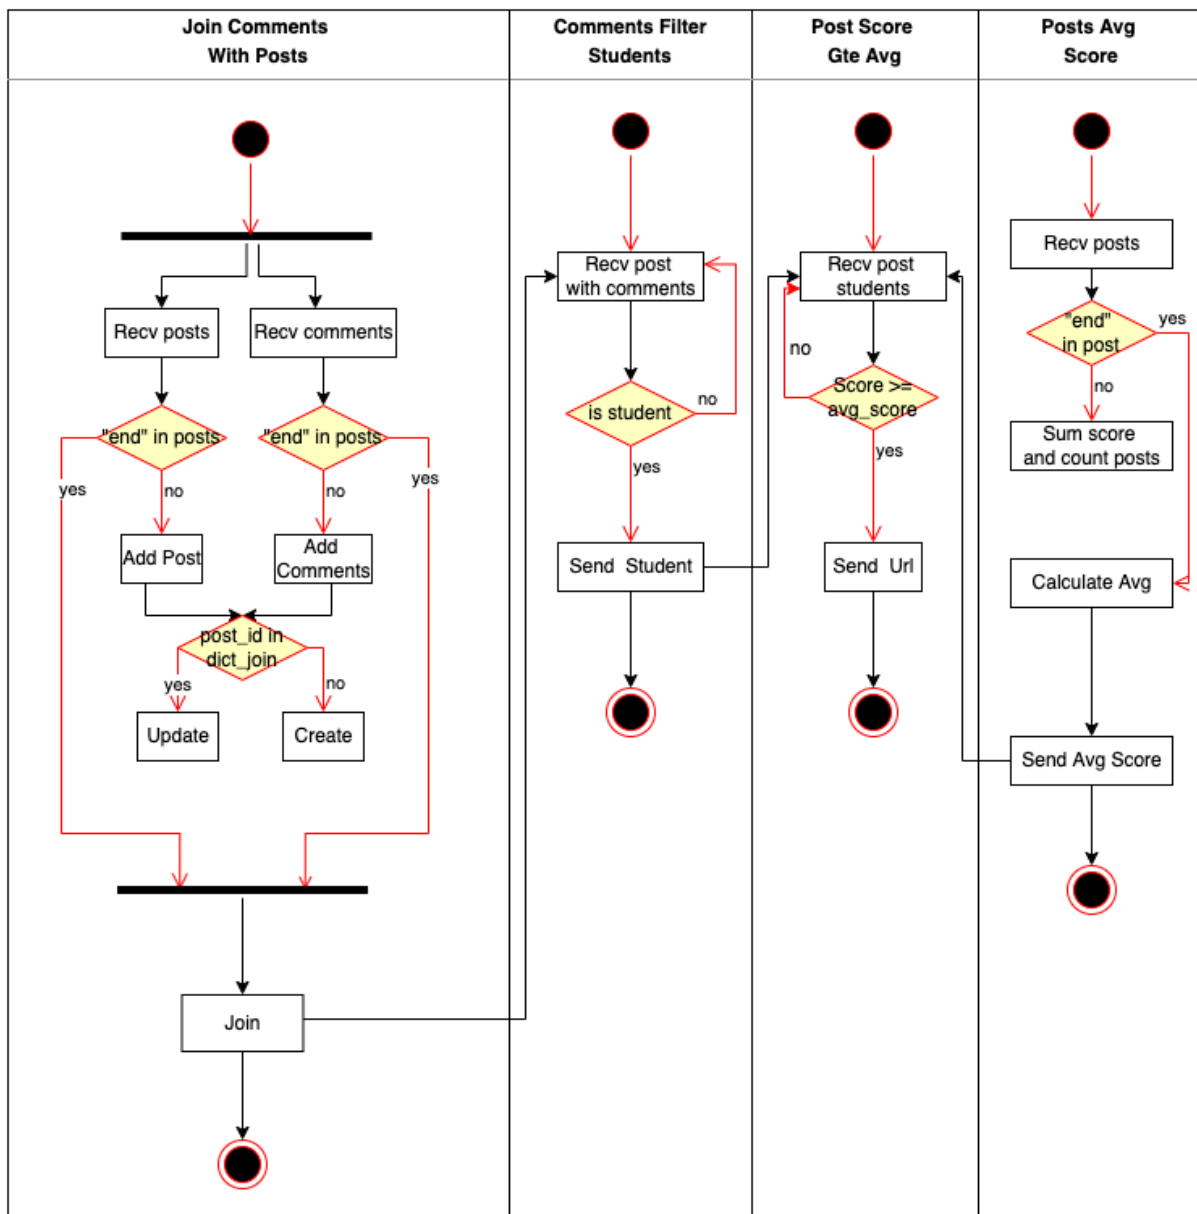 Join Comments
With Posts
Comments Filter
Students
Post Score
Gte Avg
Posts Avg
Score
Recv posts
Recv comments
"end" in posts
"end" in posts
yes
no
no
yes
Add Post
Add
Comments
post_id in
dict_join
yes
no
Update
Create
Join
Recv post
with comments
is student
no
yes
Send Student
Recv post
students
no
Score >=
avg_score
yes
Send Url
Recv posts
"end"
in post
yes
no
Sum score
and count posts
Calculate Avg
Send Avg Score